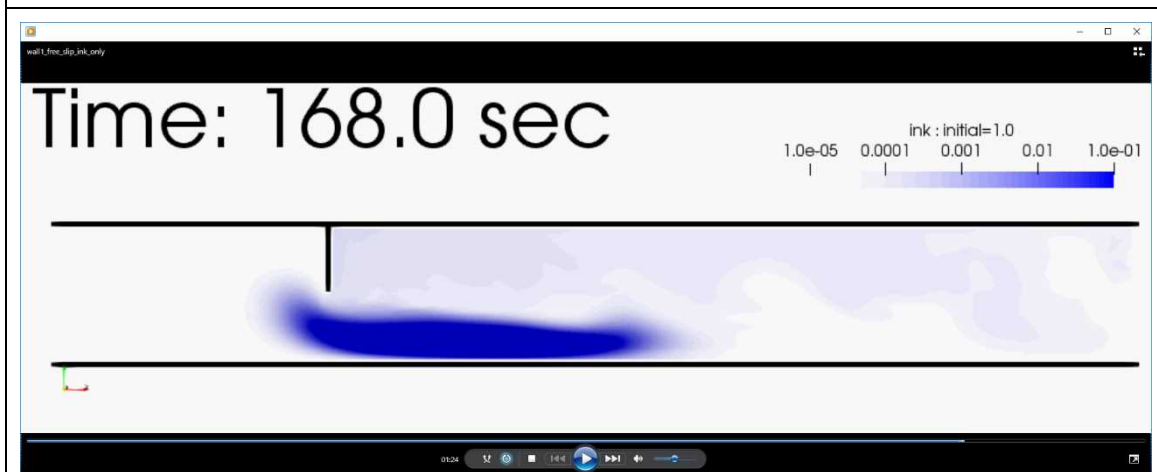 wall1_free_slip_ink_only
Time: 168.0 sec
ink : initial=1.0
1.0e-05 0.0001 0.001 0.01 1.0e-01
01:24